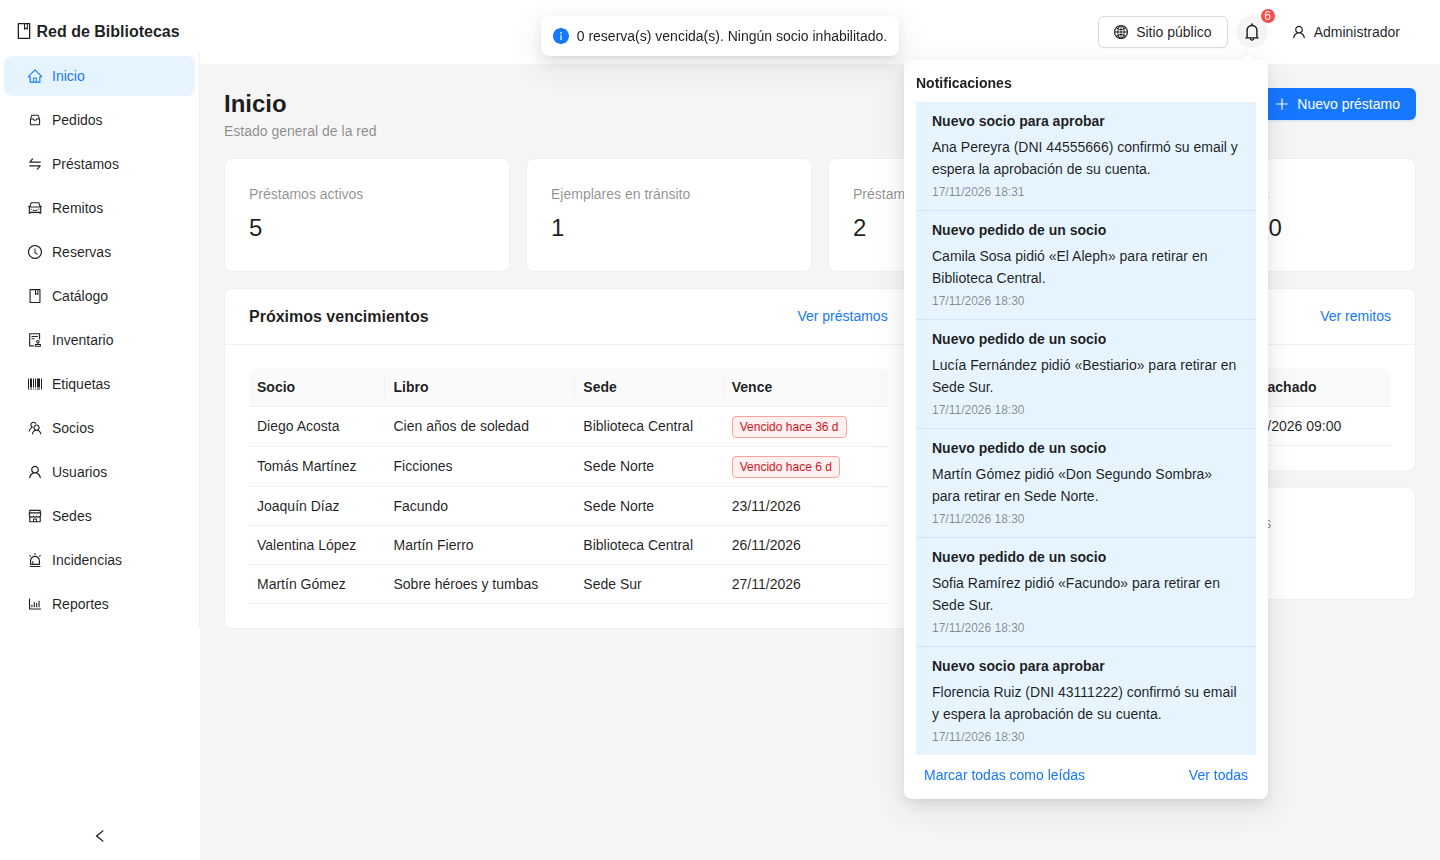 Red de Bibliotecas
0 reserva(s) vencida(s). Ningún socio inhabilitado.
Sitio público
6
Administrador
Inicio
Pedidos
Préstamos
Remitos
Reservas
Catálogo
Inventario
Etiquetas
Socios
Usuarios
Sedes
Incidencias
Reportes
Inicio
Estado general de la red
Nuevo préstamo
Préstamos activos
5
Ejemplares en tránsito
1
2
0
Próximos vencimientos
Ver préstamos
Socio Libro Sede Vence
Diego Acosta Cien años de soledad Biblioteca Central Vencido hace 36 d
Tomás Martínez Ficciones Sede Norte Vencido hace 6 d
Joaquín Díaz Facundo Sede Norte 23/11/2026
Valentina López Martín Fierro Biblioteca Central 26/11/2026
Martín Gómez Sobre héroes y tumbas Sede Sur 27/11/2026
Ver remitos
achado
/2026 09:00
Notificaciones
Nuevo socio para aprobar
Ana Pereyra (DNI 44555666) confirmó su email y
espera la aprobación de su cuenta.
17/11/2026 18:31
Nuevo pedido de un socio
Camila Sosa pidió «El Aleph» para retirar en
Biblioteca Central.
17/11/2026 18:30
Nuevo pedido de un socio
Lucía Fernández pidió «Bestiario» para retirar en
Sede Sur.
17/11/2026 18:30
Nuevo pedido de un socio
Martín Gómez pidió «Don Segundo Sombra»
para retirar en Sede Norte.
17/11/2026 18:30
Nuevo pedido de un socio
Sofia Ramírez pidió «Facundo» para retirar en
Sede Sur.
17/11/2026 18:30
Nuevo socio para aprobar
Florencia Ruiz (DNI 43111222) confirmó su email
y espera la aprobación de su cuenta.
17/11/2026 18:30
Marcar todas como leídas
Ver todas